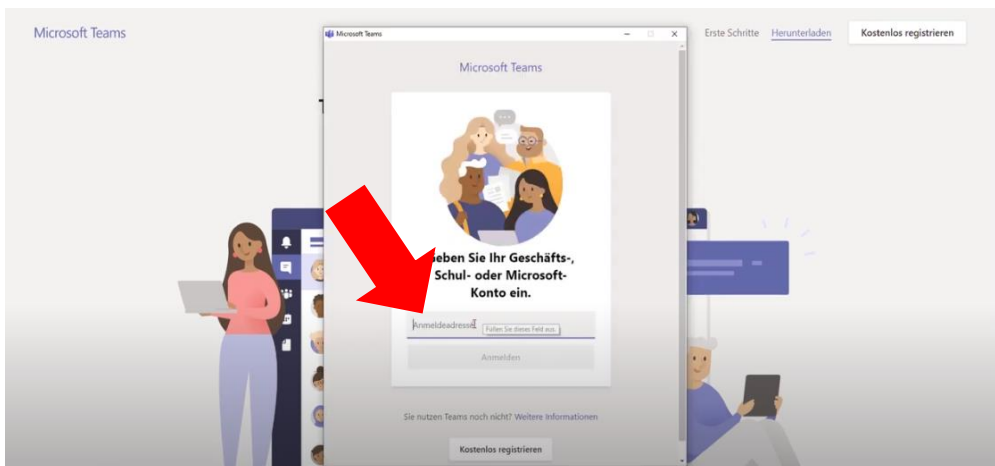 Microsoft Teams
Microsoft Teams
Erste Schritte Herunterladen Kostenlos registrieren
Microsoft Teams
eben Sie Ihr Geschäfts-,
Schul- oder Microsoft-
Konto ein.
Anmeldeadresse
Füllen Sie dieses Feld aus.
Anmelden
Sie nutzen Teams noch nicht? Weitere Informationen
Kostenlos registrieren